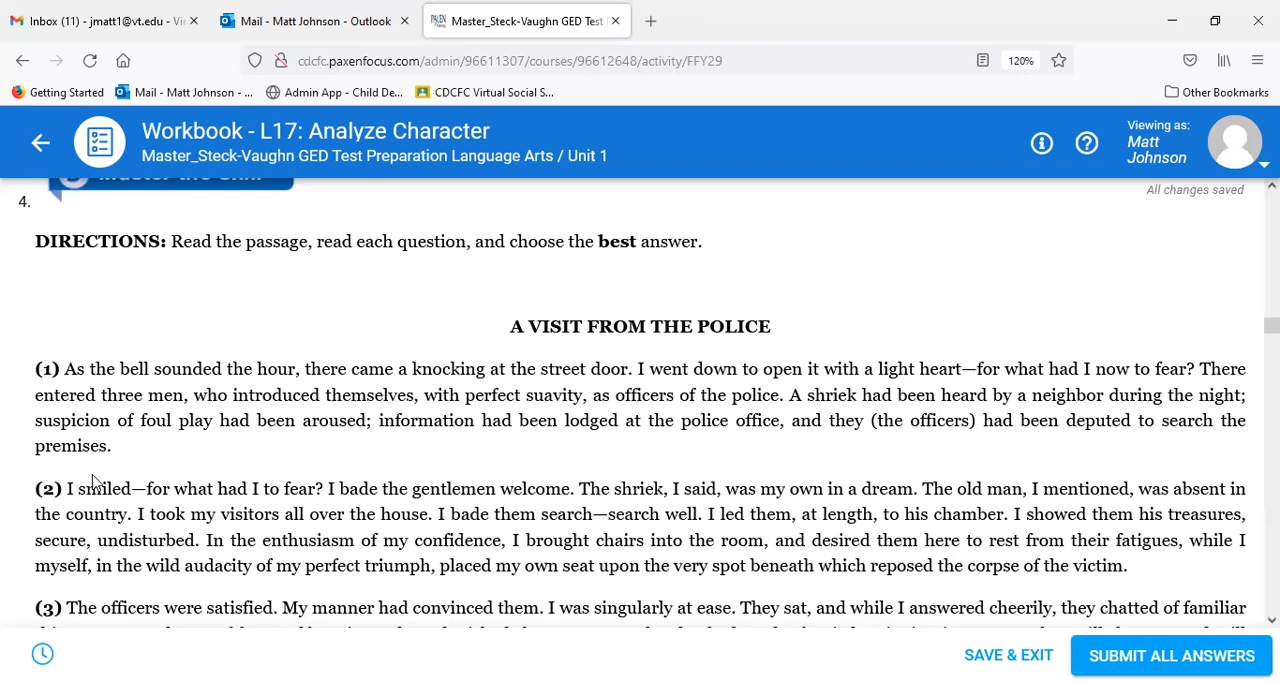 Inbox (11) - jmatt1@vt.edu - Vir
Mail - Matt Johnson - Outlook
PAXEN
Master_Steck-Vaughn GED Test
cdcfc.paxenfocus.com/admin/96611307/courses/96612648/activity/FFY29
120%
Getting Started
Mail - Matt Johnson - ...
Admin App - Child De...
CDCFC Virtual Social S...
Other Bookmarks
Workbook - L17: Analyze Character
Master_Steck-Vaughn GED Test Preparation Language Arts / Unit 1
Viewing as:
Matt
Johnson
All changes saved
4.
DIRECTIONS: Read the passage, read each question, and choose the best answer.
A VISIT FROM THE POLICE
(1) As the bell sounded the hour, there came a knocking at the street door. I went down to open it with a light heart—for what had I now to fear? There
entered three men, who introduced themselves, with perfect suavity, as officers of the police. A shriek had been heard by a neighbor during the night;
suspicion of foul play had been aroused; information had been lodged at the police office, and they (the officers) had been deputed to search the
premises.
(2) I smiled—for what had I to fear? I bade the gentlemen welcome. The shriek, I said, was my own in a dream. The old man, I mentioned, was absent in
the country. I took my visitors all over the house. I bade them search—search well. I led them, at length, to his chamber. I showed them his treasures,
secure, undisturbed. In the enthusiasm of my confidence, I brought chairs into the room, and desired them here to rest from their fatigues, while I
myself, in the wild audacity of my perfect triumph, placed my own seat upon the very spot beneath which reposed the corpse of the victim.
(3) The officers were satisfied. My manner had convinced them. I was singularly at ease. They sat, and while I answered cheerily, they chatted of familiar
SAVE & EXIT
SUBMIT ALL ANSWERS